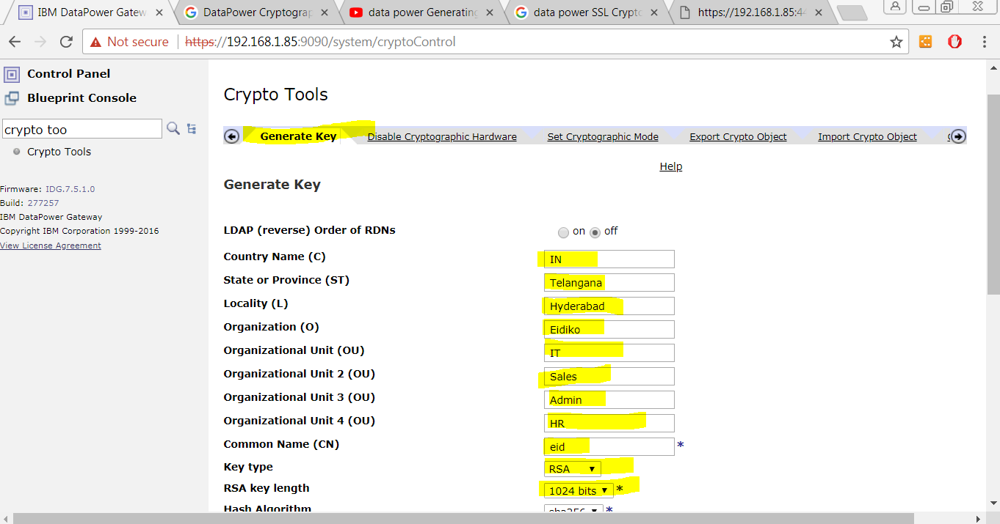 IBM DataPower Gatew
DataPower Cryptograp
data power Generating
data power SSL Crypto
https://192.168.1.85:44
Not secure https://192.168.1.85:9090/system/cryptoControl
Control Panel
Blueprint Console
crypto too
Crypto Tools
Firmware: IDG.7.5.1.0
Build: 277257
IBM DataPower Gateway
Copyright IBM Corporation 1999-2016
View License Agreement
Crypto Tools
Generate Key Disable Cryptographic Hardware Set Cryptographic Mode Export Crypto Object Import Crypto Object
Help
Generate Key
LDAP (reverse) Order of RDNs on off
Country Name (C) IN
State or Province (ST) Telangana
Locality (L) Hyderabad
Organization (O) Eidiko
Organizational Unit (OU) IT
Organizational Unit 2 (OU) Sales
Organizational Unit 3 (OU) Admin
Organizational Unit 4 (OU) HR
Common Name (CN) eid *
Key type RSA
RSA key length 1024 bits *
Hash Algorithm sha256 *